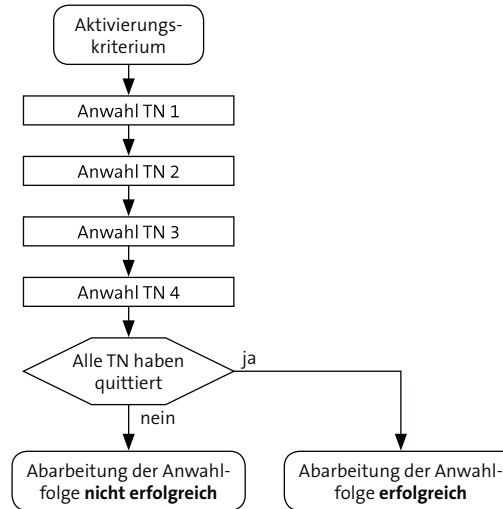 Aktivierungs-
kriterium
Anwahl TN 1
Anwahl TN 2
Anwahl TN 3
Anwahl TN 4
Alle TN haben
quittiert
ja
nein
Abarbeitung der Anwahl-
folge nicht erfolgreich
Abarbeitung der Anwahl-
folge erfolgreich